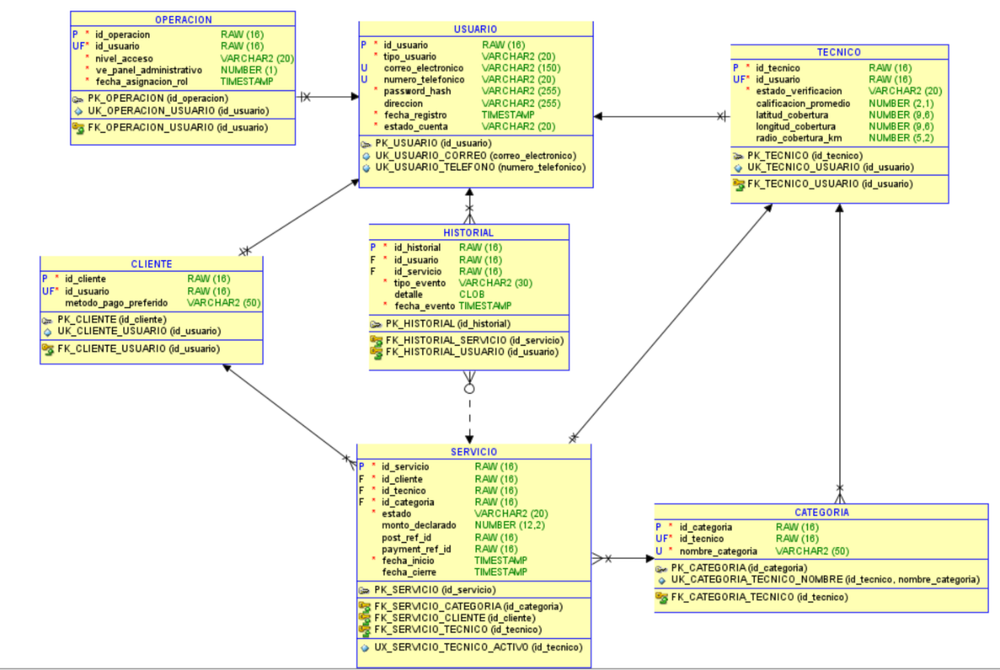 OPERACION
P * id_operacion RAW (16)
UF* id_usuario RAW (16)
* nivel_acceso VARCHAR2 (20)
* ve_panel_administrativo NUMBER (1)
* fecha_asignacion_rol TIMESTAMP
PK_OPERACION (id_operacion)
UK_OPERACION_USUARIO (id_usuario)
FK_OPERACION_USUARIO (id_usuario)
USUARIO
P * id_usuario RAW (16)
* tipo_usuario VARCHAR2 (20)
U correo_electronico VARCHAR2 (150)
U numero_telefonico VARCHAR2 (20)
* password_hash VARCHAR2 (255)
direccion VARCHAR2 (255)
* fecha_registro TIMESTAMP
* estado_cuenta VARCHAR2 (20)
PK_USUARIO (id_usuario)
UK_USUARIO_CORREO (correo_electronico)
UK_USUARIO_TELEFONO (numero_telefonico)
TECNICO
P * id_tecnico RAW (16)
UF* id_usuario RAW (16)
* estado_verificacion VARCHAR2 (20)
calificacion_promedio NUMBER (2,1)
latitud_cobertura NUMBER (9,6)
longitud_cobertura NUMBER (9,6)
radio_cobertura_km NUMBER (5,2)
PK_TECNICO (id_tecnico)
UK_TECNICO_USUARIO (id_usuario)
FK_TECNICO_USUARIO (id_usuario)
CLIENTE
P * id_cliente RAW (16)
UF* id_usuario RAW (16)
metodo_pago_preferido VARCHAR2 (50)
PK_CLIENTE (id_cliente)
UK_CLIENTE_USUARIO (id_usuario)
FK_CLIENTE_USUARIO (id_usuario)
HISTORIAL
P * id_historial RAW (16)
F * id_usuario RAW (16)
F id_servicio RAW (16)
* tipo_evento VARCHAR2 (30)
detalle CLOB
* fecha_evento TIMESTAMP
PK_HISTORIAL (id_historial)
FK_HISTORIAL_SERVICIO (id_servicio)
FK_HISTORIAL_USUARIO (id_usuario)
SERVICIO
P * id_servicio RAW (16)
F * id_cliente RAW (16)
F * id_tecnico RAW (16)
F * id_categoria RAW (16)
* estado VARCHAR2 (20)
monto_declarado NUMBER (12,2)
post_ref_id RAW (16)
payment_ref_id RAW (16)
* fecha_inicio TIMESTAMP
fecha_cierre TIMESTAMP
PK_SERVICIO (id_servicio)
FK_SERVICIO_CATEGORIA (id_categoria)
FK_SERVICIO_CLIENTE (id_cliente)
FK_SERVICIO_TECNICO (id_tecnico)
UX_SERVICIO_TECNICO_ACTIVO (id_tecnico)
CATEGORIA
P * id_categoria RAW (16)
UF* id_tecnico RAW (16)
U * nombre_categoria VARCHAR2 (50)
PK_CATEGORIA (id_categoria)
UK_CATEGORIA_TECNICO_NOMBRE (id_tecnico, nombre_categoria)
FK_CATEGORIA_TECNICO (id_tecnico)